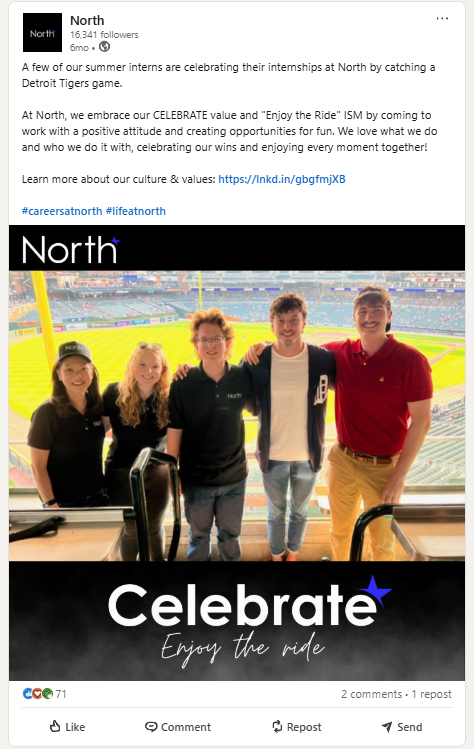 North
North
16,341 followers
6mo •
A few of our summer interns are celebrating their internships at North by catching a
Detroit Tigers game.
At North, we embrace our CELEBRATE value and "Enjoy the Ride" ISM by coming to
work with a positive attitude and creating opportunities for fun. We love what we do
and who we do it with, celebrating our wins and enjoying every moment together!
Learn more about our culture & values: https://lnkd.in/gbgfmjXB
#careersatnorth #lifeatnorth
North
North
Celebrate
Enjoy the ride
71
2 comments • 1 repost
Like
Comment
Repost
Send